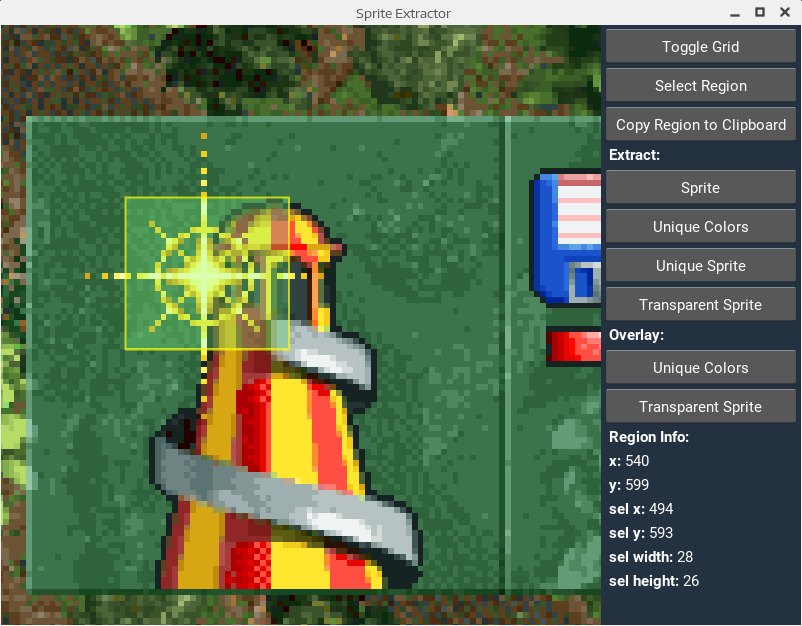 Sprite Extractor
Toggle Grid
Select Region
Copy Region to Clipboard
Extract:
Sprite
Unique Colors
Unique Sprite
Transparent Sprite
Overlay:
Unique Colors
Transparent Sprite
Region Info:
x: 540
y: 599
sel x: 494
sel y: 593
sel width: 28
sel height: 26